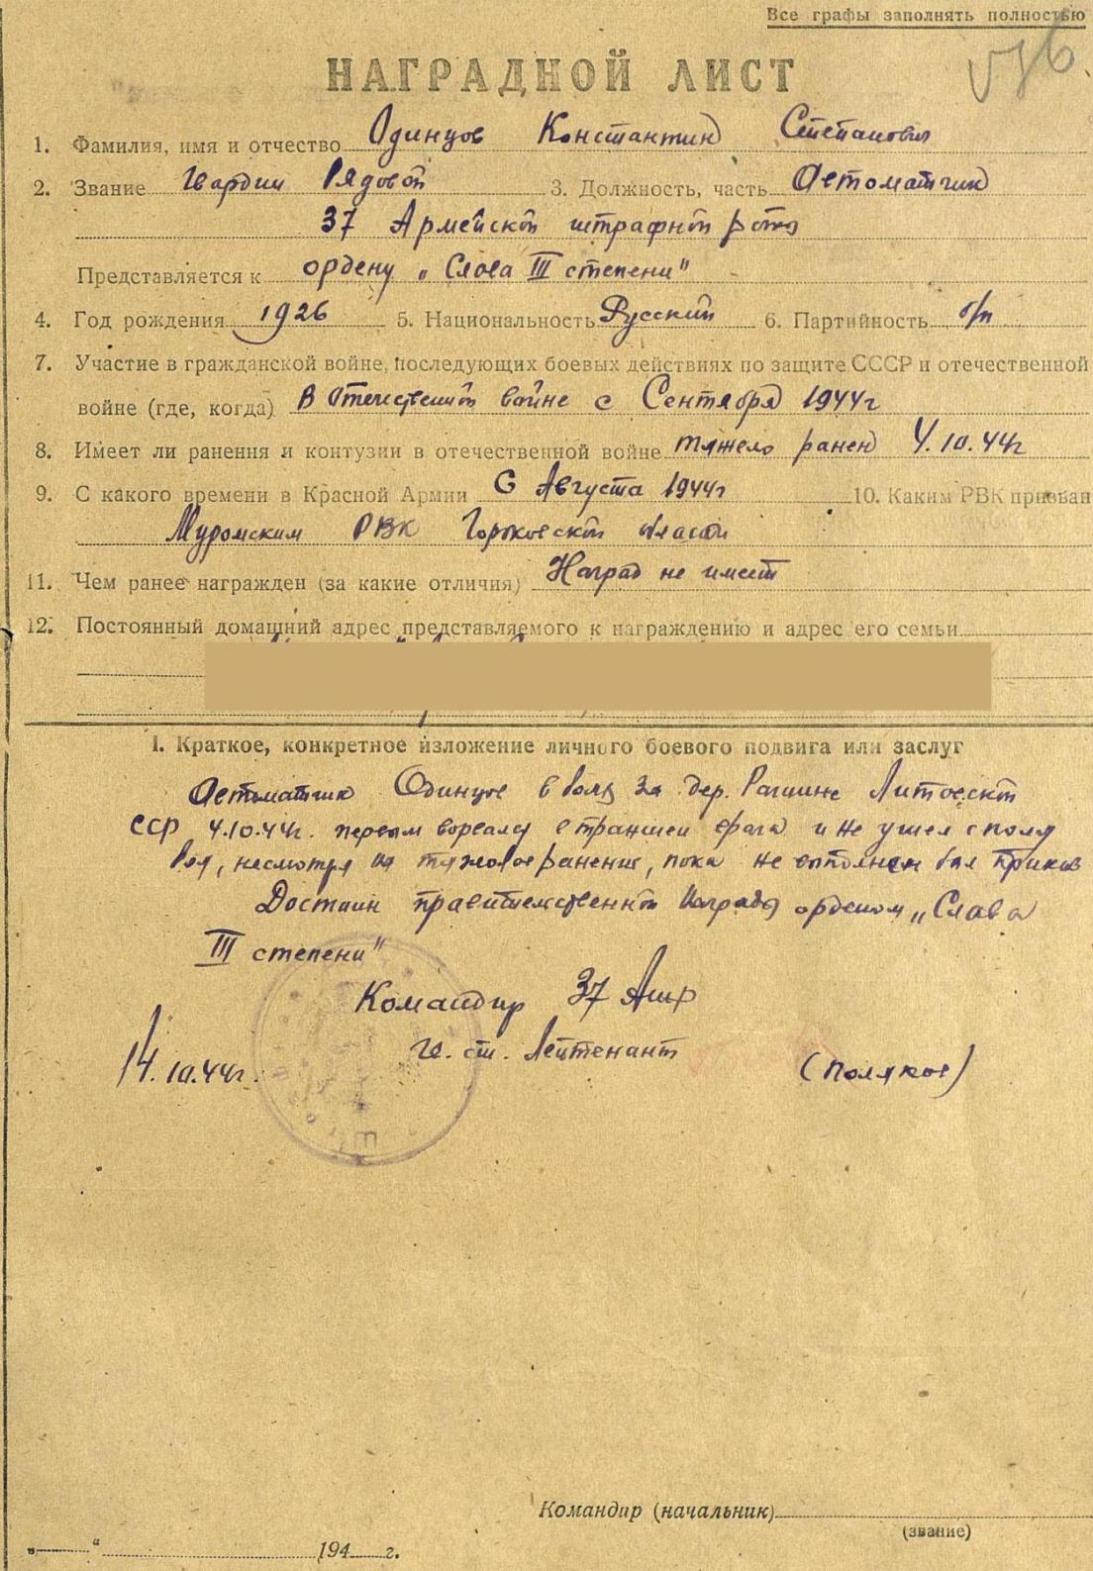 Все графы заполнять полностью
НАГРАДНОЙ ЛИСТ
1. Фамилия, имя и отчество Одинцов Константин Степанович
2. Звание Гвардии Рядовой 3. Должность, часть Автоматчик
37 Армейской штрафной роты
Представляется к ордену „Слава III степени"
4. Год рождения 1926 5. Национальность Русский 6. Партийность б/п
7. Участие в гражданской войне, последующих боевых действиях по защите СССР и отечественной
войне (где, когда) В Отечественной войне с Сентября 1944г
8. Имеет ли ранения и контузии в отечественной войне тяжело ранен 4.10.44г
9. С какого времени в Красной Армии С Августа 1944г 10. Каким РВК призван
Муромским РВК Горьковской области
11. Чем ранее награжден (за какие отличия) Наград не имеет
12. Постоянный домашний адрес представляемого к награждению и адрес его семьи
I. Краткое, конкретное изложение личного боевого подвига или заслуг
Автоматчик Одинцов в боях за дер. Литовской
ССР 4.10.44г. первым ворвался в траншеи врага и не ушел с поля
боя, несмотря на тяжелое ранение, пока не выполнен был приказ
Достоин правительственной награды орденом „Слава
III степени"
Командир 37 Ашр
гв. ст. Лейтенант
14.10.44г. (Поляков)
Командир (начальник)
(звание)
„ " 194 г.